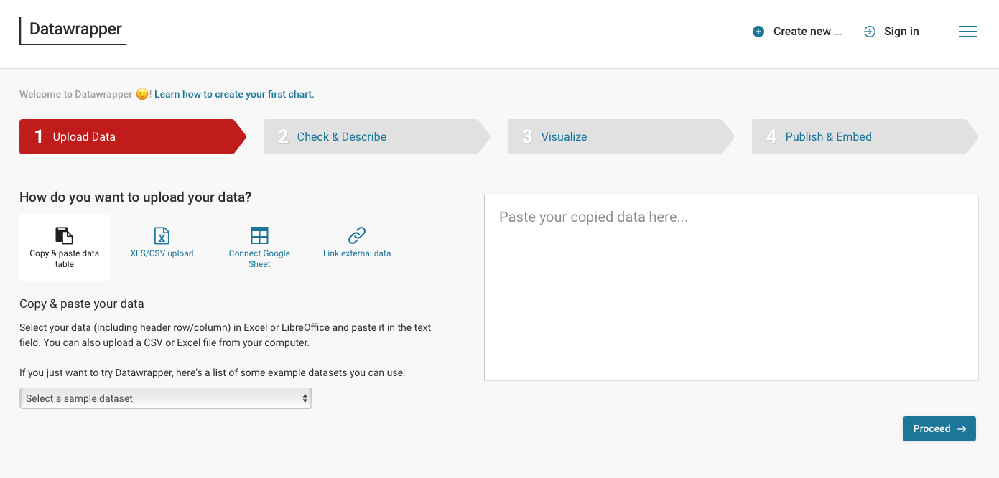 Datawrapper
Create new ...
Sign in
Welcome to Datawrapper 🙂! Learn how to create your first chart.
1 Upload Data
2 Check & Describe
3 Visualize
4 Publish & Embed
How do you want to upload your data?
Copy & paste data
table
XLS/CSV upload
Connect Google
Sheet
Link external data
Paste your copied data here...
Copy & paste your data
Select your data (including header row/column) in Excel or LibreOffice and paste it in the text
field. You can also upload a CSV or Excel file from your computer.
If you just want to try Datawrapper, here's a list of some example datasets you can use:
Select a sample dataset
Proceed →